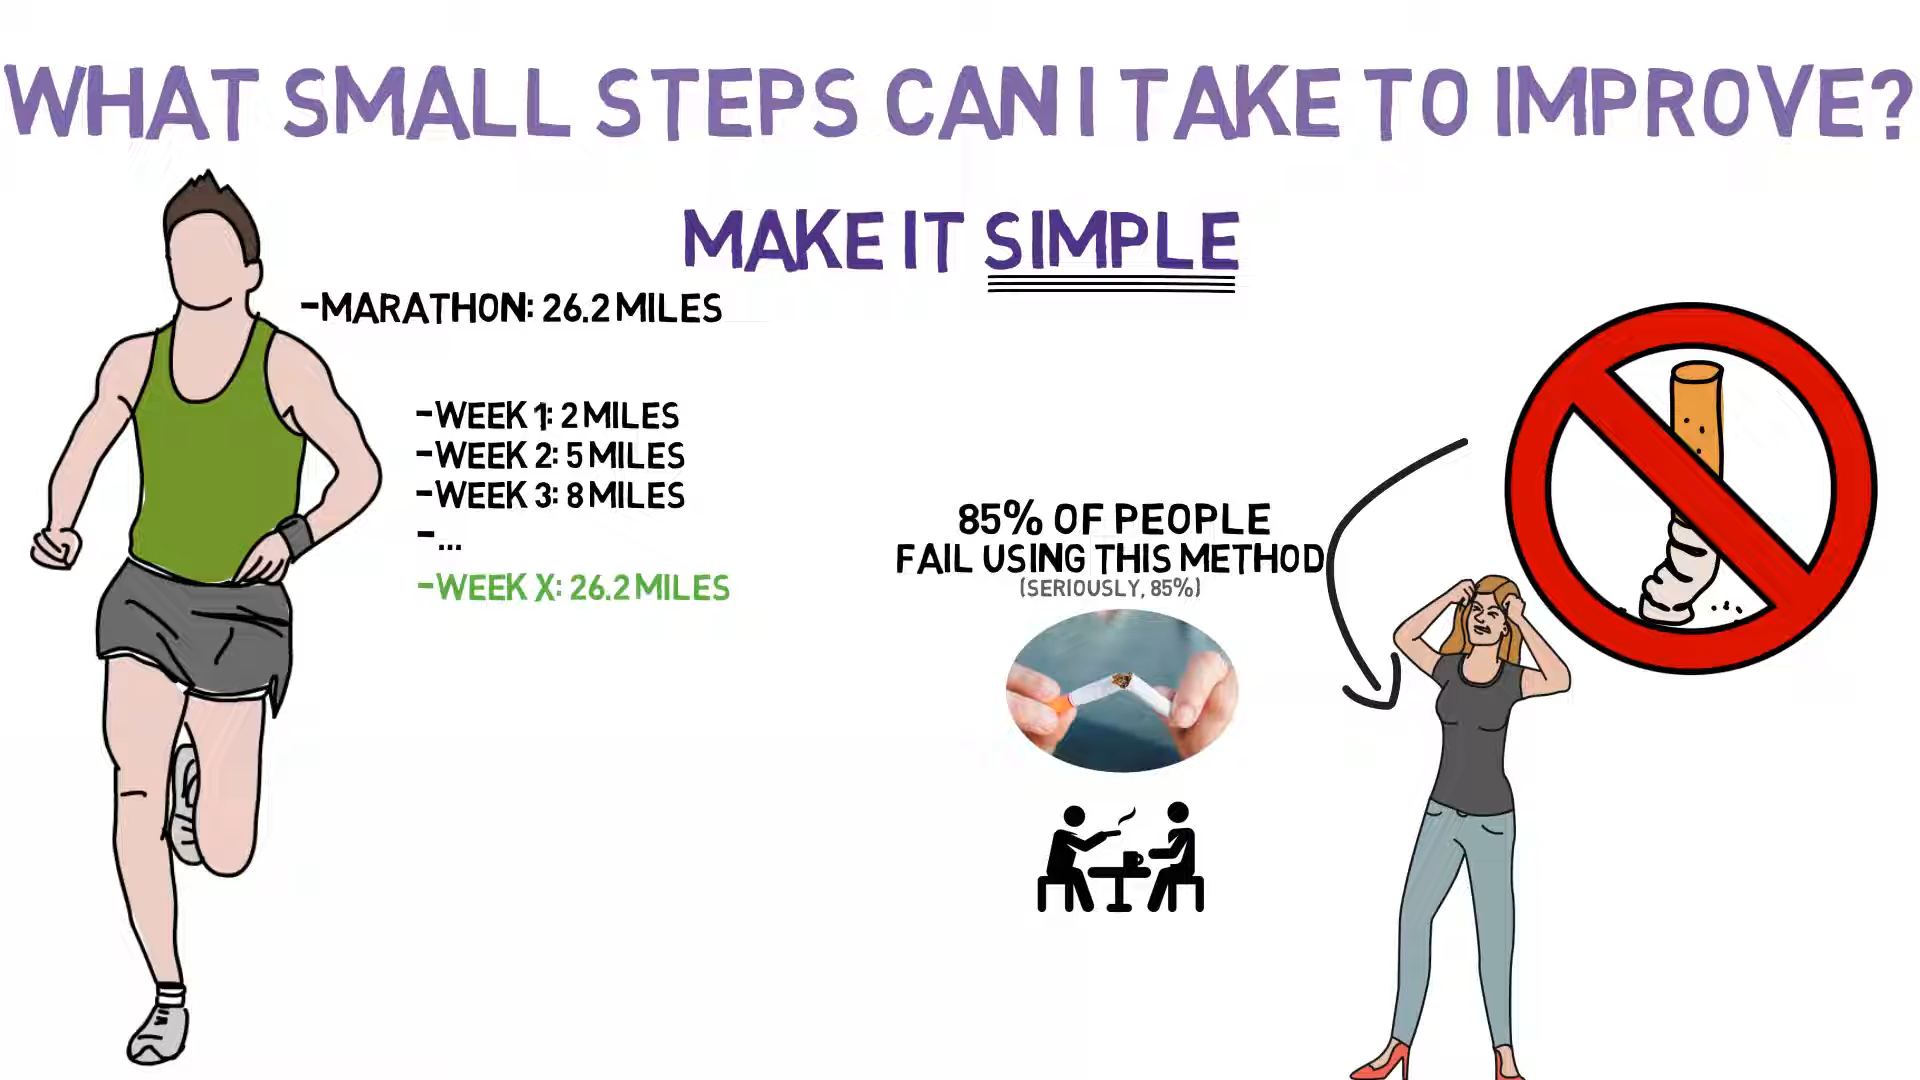 WHAT SMALL STEPS CAN I TAKE TO IMPROVE?
MAKE IT SIMPLE
-MARATHON: 26.2 MILES
-WEEK 1: 2 MILES
-WEEK 2: 5 MILES
-WEEK 3: 8 MILES
-...
-WEEK X: 26.2 MILES
85% OF PEOPLE
FAIL USING THIS METHOD
(SERIOUSLY, 85%)